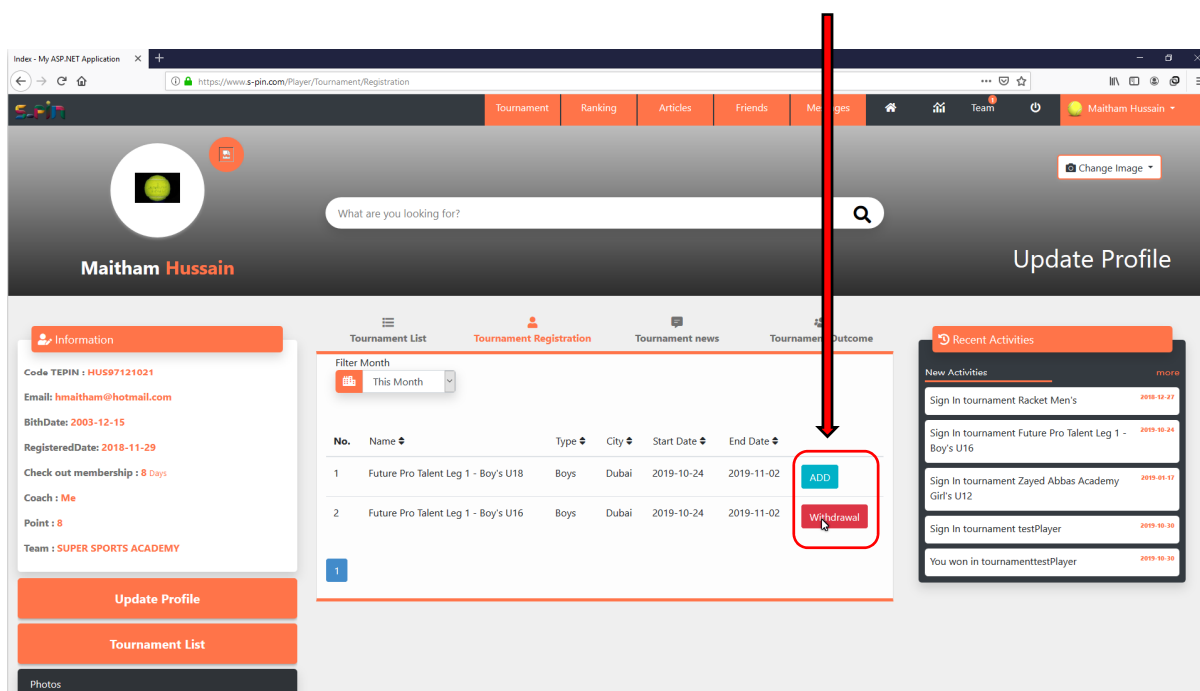 Index - My ASP.NET Application
https://www.s-pin.com/Player/Tournament/Registration
s-pin
Tournament Ranking Articles Friends Messages Team 1 Maitham Hussain
Change Image
What are you looking for?
Maitham Hussain
Update Profile
Information
Code TEPIN : HUS97121021
Email: hmaitham@hotmail.com
BithDate: 2003-12-15
RegisteredDate: 2018-11-29
Check out membership : 8 Days
Coach : Me
Point : 8
Team : SUPER SPORTS ACADEMY
Update Profile
Tournament List
Photos
Tournament List Tournament Registration Tournament news Tournament Outcome
Filter Month
This Month
No. Name Type City Start Date End Date
1 Future Pro Talent Leg 1 - Boy's U18 Boys Dubai 2019-10-24 2019-11-02 ADD
2 Future Pro Talent Leg 1 - Boy's U16 Boys Dubai 2019-10-24 2019-11-02 Withdrawal
1
Recent Activities
New Activities more
Sign In tournament Racket Men's 2018-12-27
Sign In tournament Future Pro Talent Leg 1 - 2019-10-24
Boy's U16
Sign In tournament Zayed Abbas Academy 2019-01-17
Girl's U12
Sign In tournament testPlayer 2019-10-30
You won in tournamenttestPlayer 2019-10-30